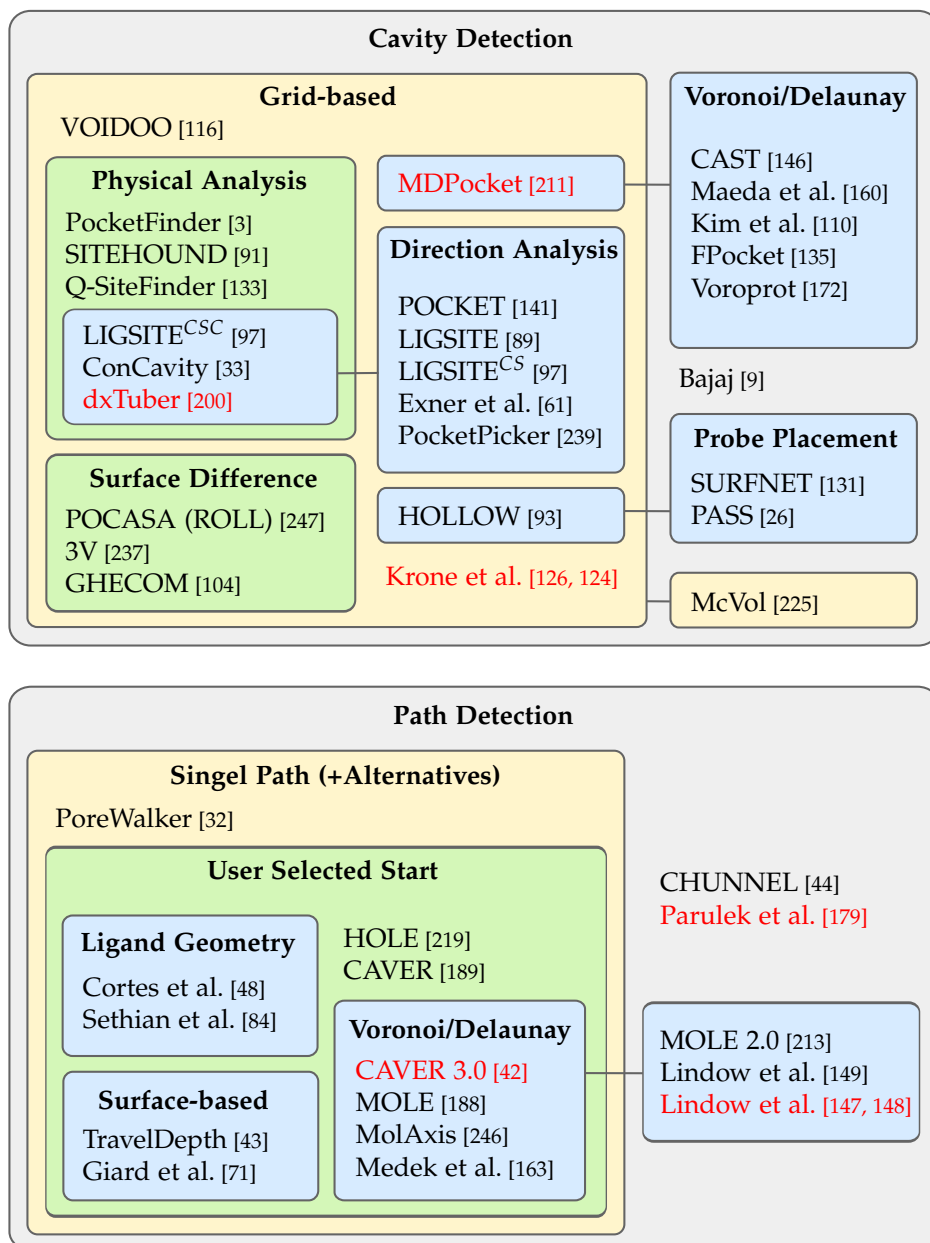 Cavity Detection
Grid-based
VOIDOO [116]
Physical Analysis
PocketFinder [3]
SITEHOUND [91]
Q-SiteFinder [133]
LIGSITE^CSC [97]
ConCavity [33]
dxTuber [200]
Surface Difference
POCASA (ROLL) [247]
3V [237]
GHECOM [104]
MDPocket [211]
Direction Analysis
POCKET [141]
LIGSITE [89]
LIGSITE^CS [97]
Exner et al. [61]
PocketPicker [239]
HOLLOW [93]
Krone et al. [126, 124]
Voronoi/Delaunay
CAST [146]
Maeda et al. [160]
Kim et al. [110]
FPocket [135]
Voroprot [172]
Bajaj [9]
Probe Placement
SURFNET [131]
PASS [26]
McVol [225]
Path Detection
Singel Path (+Alternatives)
PoreWalker [32]
User Selected Start
Ligand Geometry
Cortes et al. [48]
Sethian et al. [84]
Surface-based
TravelDepth [43]
Giard et al. [71]
HOLE [219]
CAVER [189]
Voronoi/Delaunay
CAVER 3.0 [42]
MOLE [188]
MolAxis [246]
Medek et al. [163]
CHUNNEL [44]
Parulek et al. [179]
MOLE 2.0 [213]
Lindow et al. [149]
Lindow et al. [147, 148]